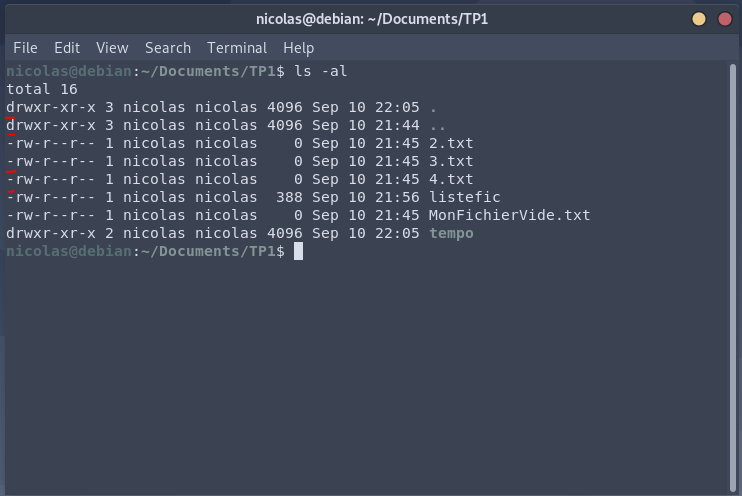 nicolas@debian: ~/Documents/TP1
File Edit View Search Terminal Help
nicolas@debian:~/Documents/TP1$ ls -al
total 16
drwxr-xr-x 3 nicolas nicolas 4096 Sep 10 22:05 .
drwxr-xr-x 3 nicolas nicolas 4096 Sep 10 21:44 ..
-rw-r--r-- 1 nicolas nicolas    0 Sep 10 21:45 2.txt
-rw-r--r-- 1 nicolas nicolas    0 Sep 10 21:45 3.txt
-rw-r--r-- 1 nicolas nicolas    0 Sep 10 21:45 4.txt
-rw-r--r-- 1 nicolas nicolas  388 Sep 10 21:56 listefic
-rw-r--r-- 1 nicolas nicolas    0 Sep 10 21:45 MonFichierVide.txt
drwxr-xr-x 2 nicolas nicolas 4096 Sep 10 22:05 tempo
nicolas@debian:~/Documents/TP1$